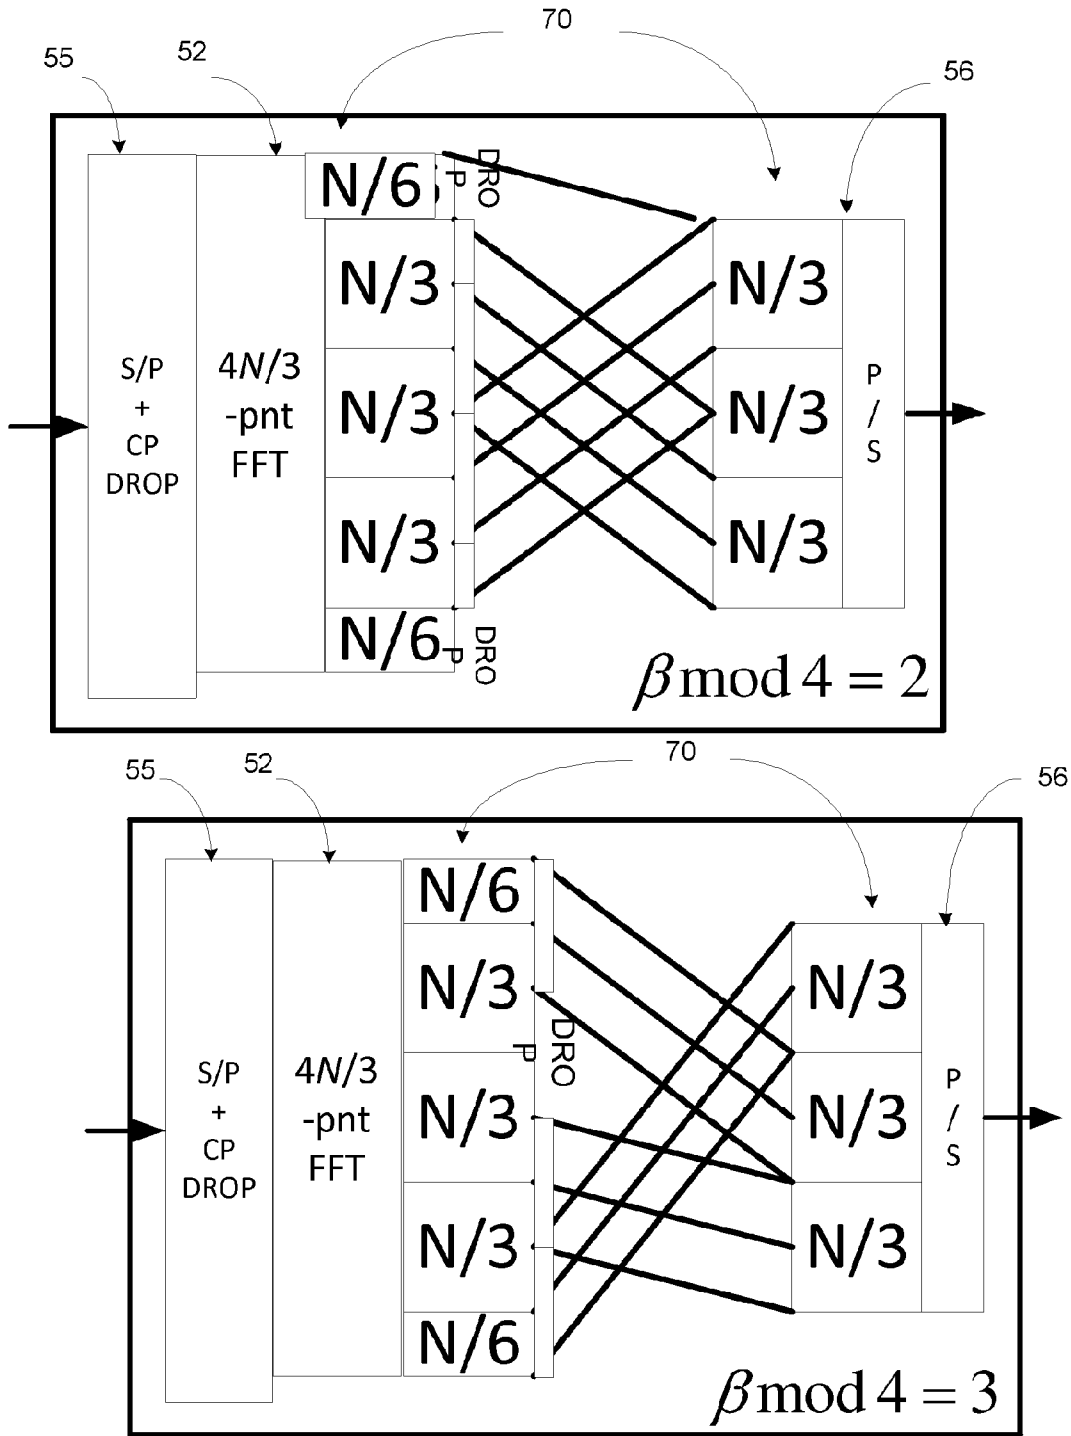 70
55
52
56
N/6
DRO
P
N/3
N/3
N/3
N/6
DRO
P
S/P
+
CP
DROP
4N/3
-pnt
FFT
N/3
N/3
N/3
P
/
S
β mod 4 = 2
55
52
70
56
N/6
N/3
N/3
N/3
N/6
DRO
P
S/P
+
CP
DROP
4N/3
-pnt
FFT
N/3
N/3
N/3
P
/
S
β mod 4 = 3